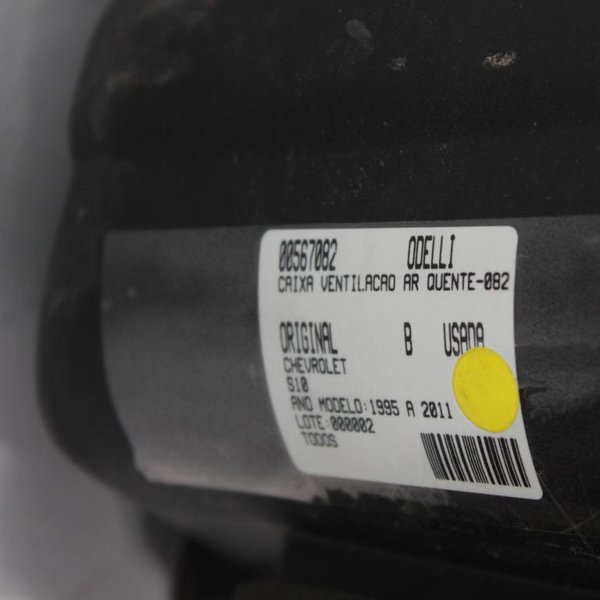 00567082 ODELLI
CAIXA VENTILACAO AR QUENTE-082
ORIGINAL B USADA
CHEVROLET
S10
ANO MODELO:1995 A 2011
LOTE:000002
TODOS